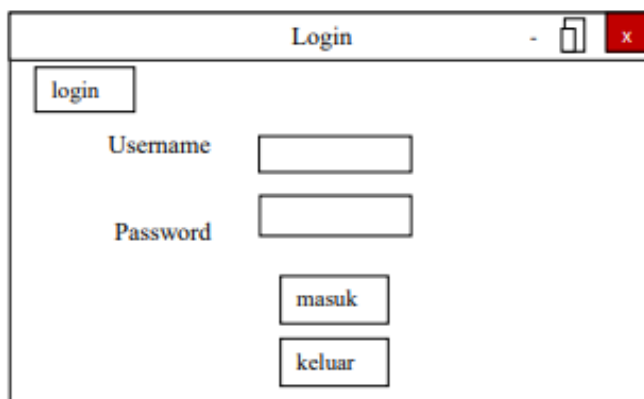 Login - x
login
Username
Password
masuk
keluar